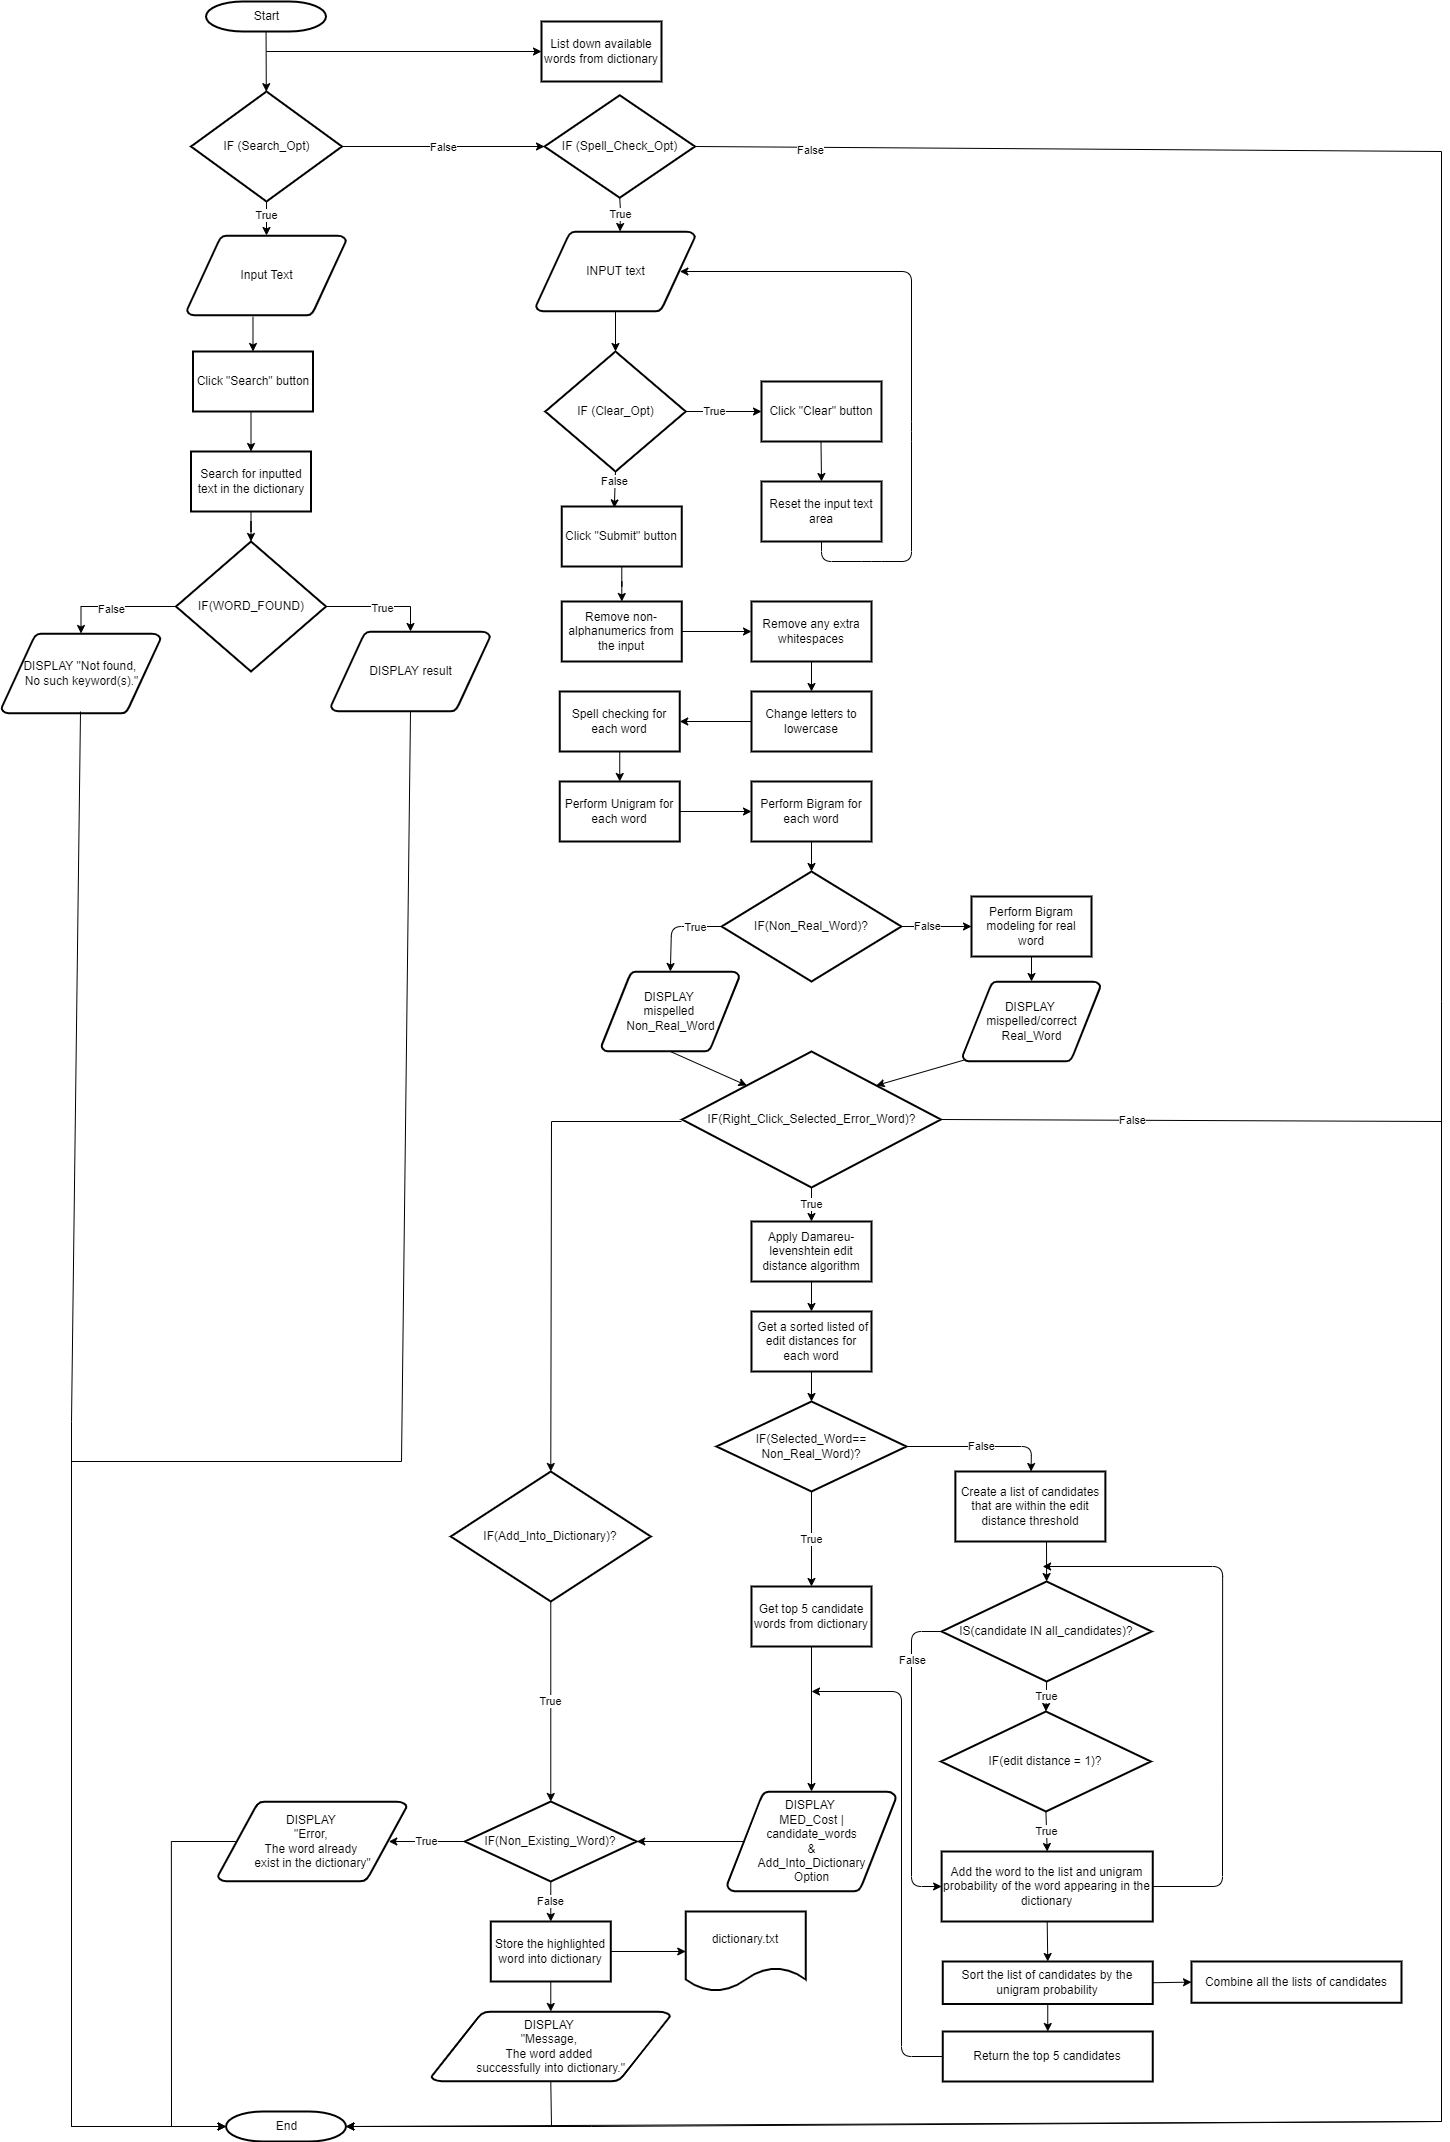 Start
List down available
words from dictionary
IF (Search_Opt)
False
IF (Spell_Check_Opt)
False
True
True
Input Text
INPUT text
Click "Search" button
IF (Clear_Opt)
True
Click "Clear" button
Search for inputted
text in the dictionary
False
Reset the input text
area
Click "Submit" button
IF(WORD_FOUND)
False
True
Remove non-
alphanumerics from
the input
Remove any extra
whitespaces
DISPLAY "Not found,
No such keyword(s)."
DISPLAY result
Spell checking for
each word
Change letters to
lowercase
Perform Unigram for
each word
Perform Bigram for
each word
IF(Non_Real_Word)?
True
False
Perform Bigram
modeling for real
word
DISPLAY
mispelled
Non_Real_Word
DISPLAY
mispelled/correct
Real_Word
IF(Right_Click_Selected_Error_Word)?
False
True
Apply Damareu-
levenshtein edit
distance algorithm
Get a sorted listed of
edit distances for
each word
IF(Selected_Word==
Non_Real_Word)?
False
Create a list of candidates
that are within the edit
distance threshold
IF(Add_Into_Dictionary)?
True
Get top 5 candidate
words from dictionary
IS(candidate IN all_candidates)?
False
True
True
IF(edit distance = 1)?
DISPLAY
MED_Cost |
candidate_words
&
Add_Into_Dictionary
Option
True
DISPLAY
"Error,
The word already
exist in the dictionary"
True
IF(Non_Existing_Word)?
Add the word to the list and unigram
probability of the word appearing in the
dictionary
False
Store the highlighted
word into dictionary
dictionary.txt
Sort the list of candidates by the
unigram probability
Combine all the lists of candidates
DISPLAY
"Message,
The word added
successfully into dictionary."
Return the top 5 candidates
End